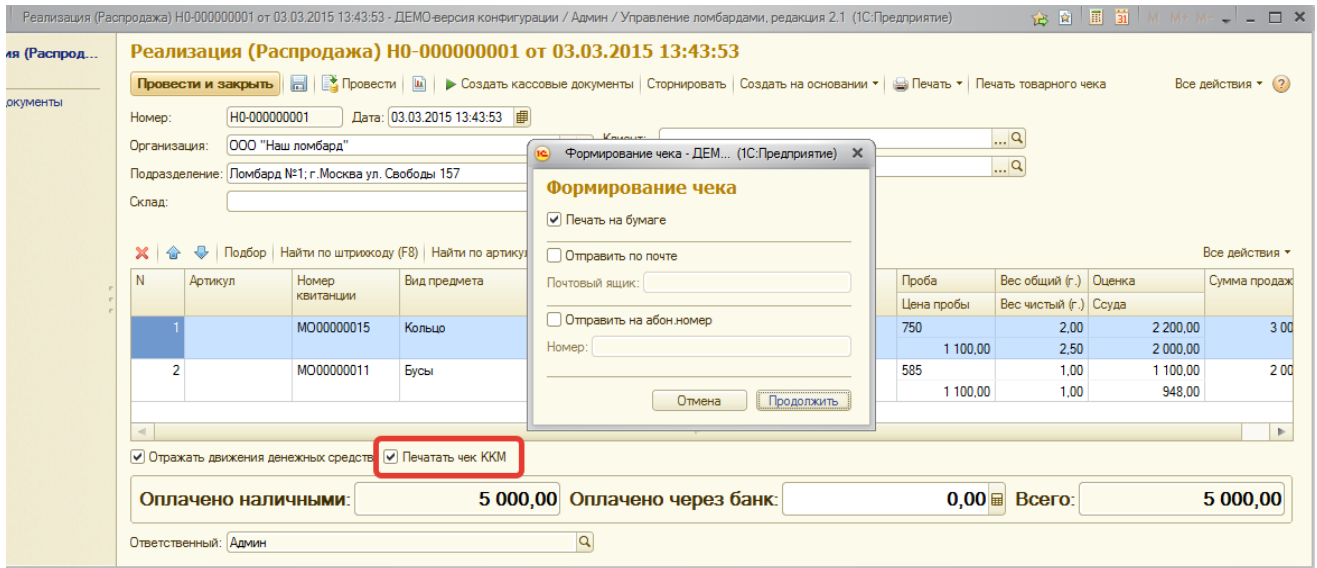 Реализация (Распродажа) Н0-000000001 от 03.03.2015 13:43:53 - ДЕМО-версия конфигурации / Админ / Управление ломбардами, редакция 2.1 (1С:Предприятие)
M M+ M-
ия (Распрод...
окументы
Реализация (Распродажа) Н0-000000001 от 03.03.2015 13:43:53
Провести и закрыть Провести Создать кассовые документы Сторнировать Создать на основании Печать Печать товарного чека Все действия ?
Номер: Н0-000000001 Дата: 03.03.2015 13:43:53
Организация: ООО "Наш ломбард" Клиент: ...
Подразделение: Ломбард №1; г.Москва ул. Свободы 157 ...
Склад:
Подбор Найти по штрихкоду (F8) Найти по артикул Все действия
N Артикул Номер квитанции Вид предмета Проба Вес общий (г.) Оценка Сумма продаж
Цена пробы Вес чистый (г.) Ссуда
1 МО00000015 Кольцо 750 2,00 2 200,00 3 00
1 100,00 2,50 2 000,00
2 МО00000011 Бусы 585 1,00 1 100,00 2 00
1 100,00 1,00 948,00
Формирование чека - ДЕМ... (1С:Предприятие)
Формирование чека
Печать на бумаге
Отправить по почте
Почтовый ящик:
Отправить на абон.номер
Номер:
Отмена Продолжить
Отражать движения денежных средств Печатать чек ККМ
Оплачено наличными: 5 000,00 Оплачено через банк: 0,00 Всего: 5 000,00
Ответственный: Админ